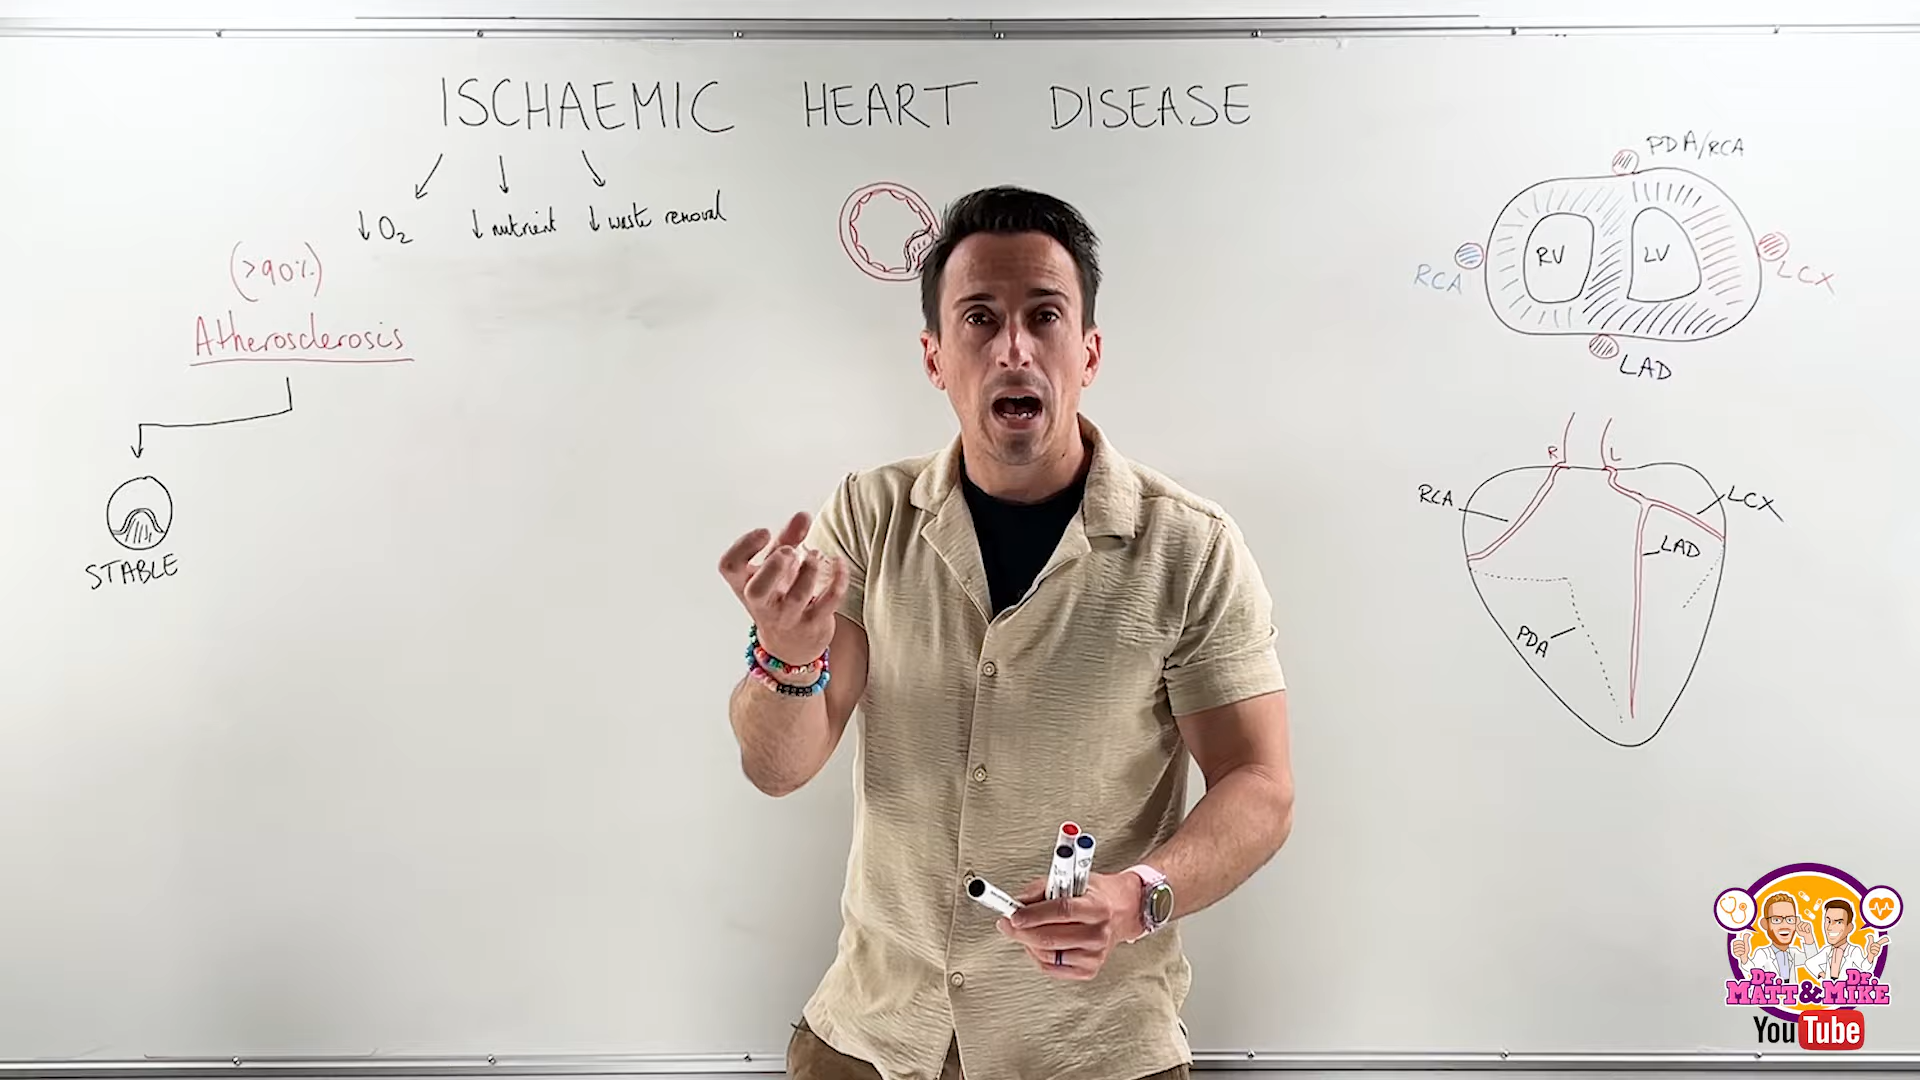 ISCHAEMIC HEART DISEASE
↓ O2 ↓ nutrient ↓ waste removal
(>90%)
Atherosclerosis
STABLE
PDA/RCA
RCA
RV
LV
LCX
LAD
R
L
RCA
LCX
LAD
PDA
Dr. Dr.
MATT & MIKE
YouTube